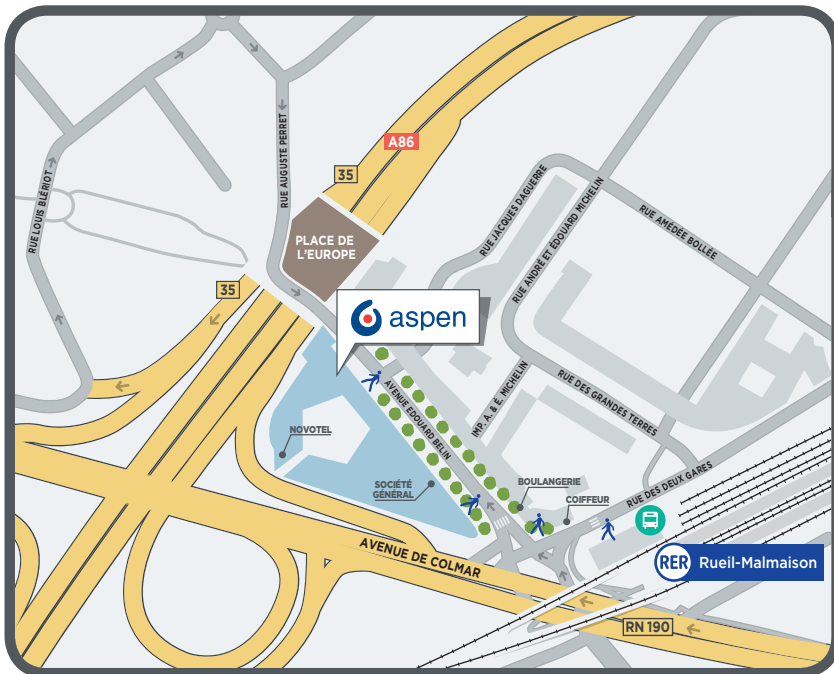 A86
35
RUE AUGUSTE PERRET
RUE LOUIS BLÉRIOT
PLACE DE
L'EUROPE
RUE JACQUES DAGUERRE
RUE ANDRÉ ET ÉDOUARD MICHELIN
RUE AMEDÉE BOLLÉE
35
aspen
AVENUE EDOUARD BELIN
IMP. A. & E. MICHELIN
RUE DES GRANDES TERRES
NOVOTEL
SOCIÉTÉ
GÉNÉRAL
BOULANGERIE
COIFFEUR
RUE DES DEUX GARES
AVENUE DE COLMAR
RER Rueil-Malmaison
RN 190